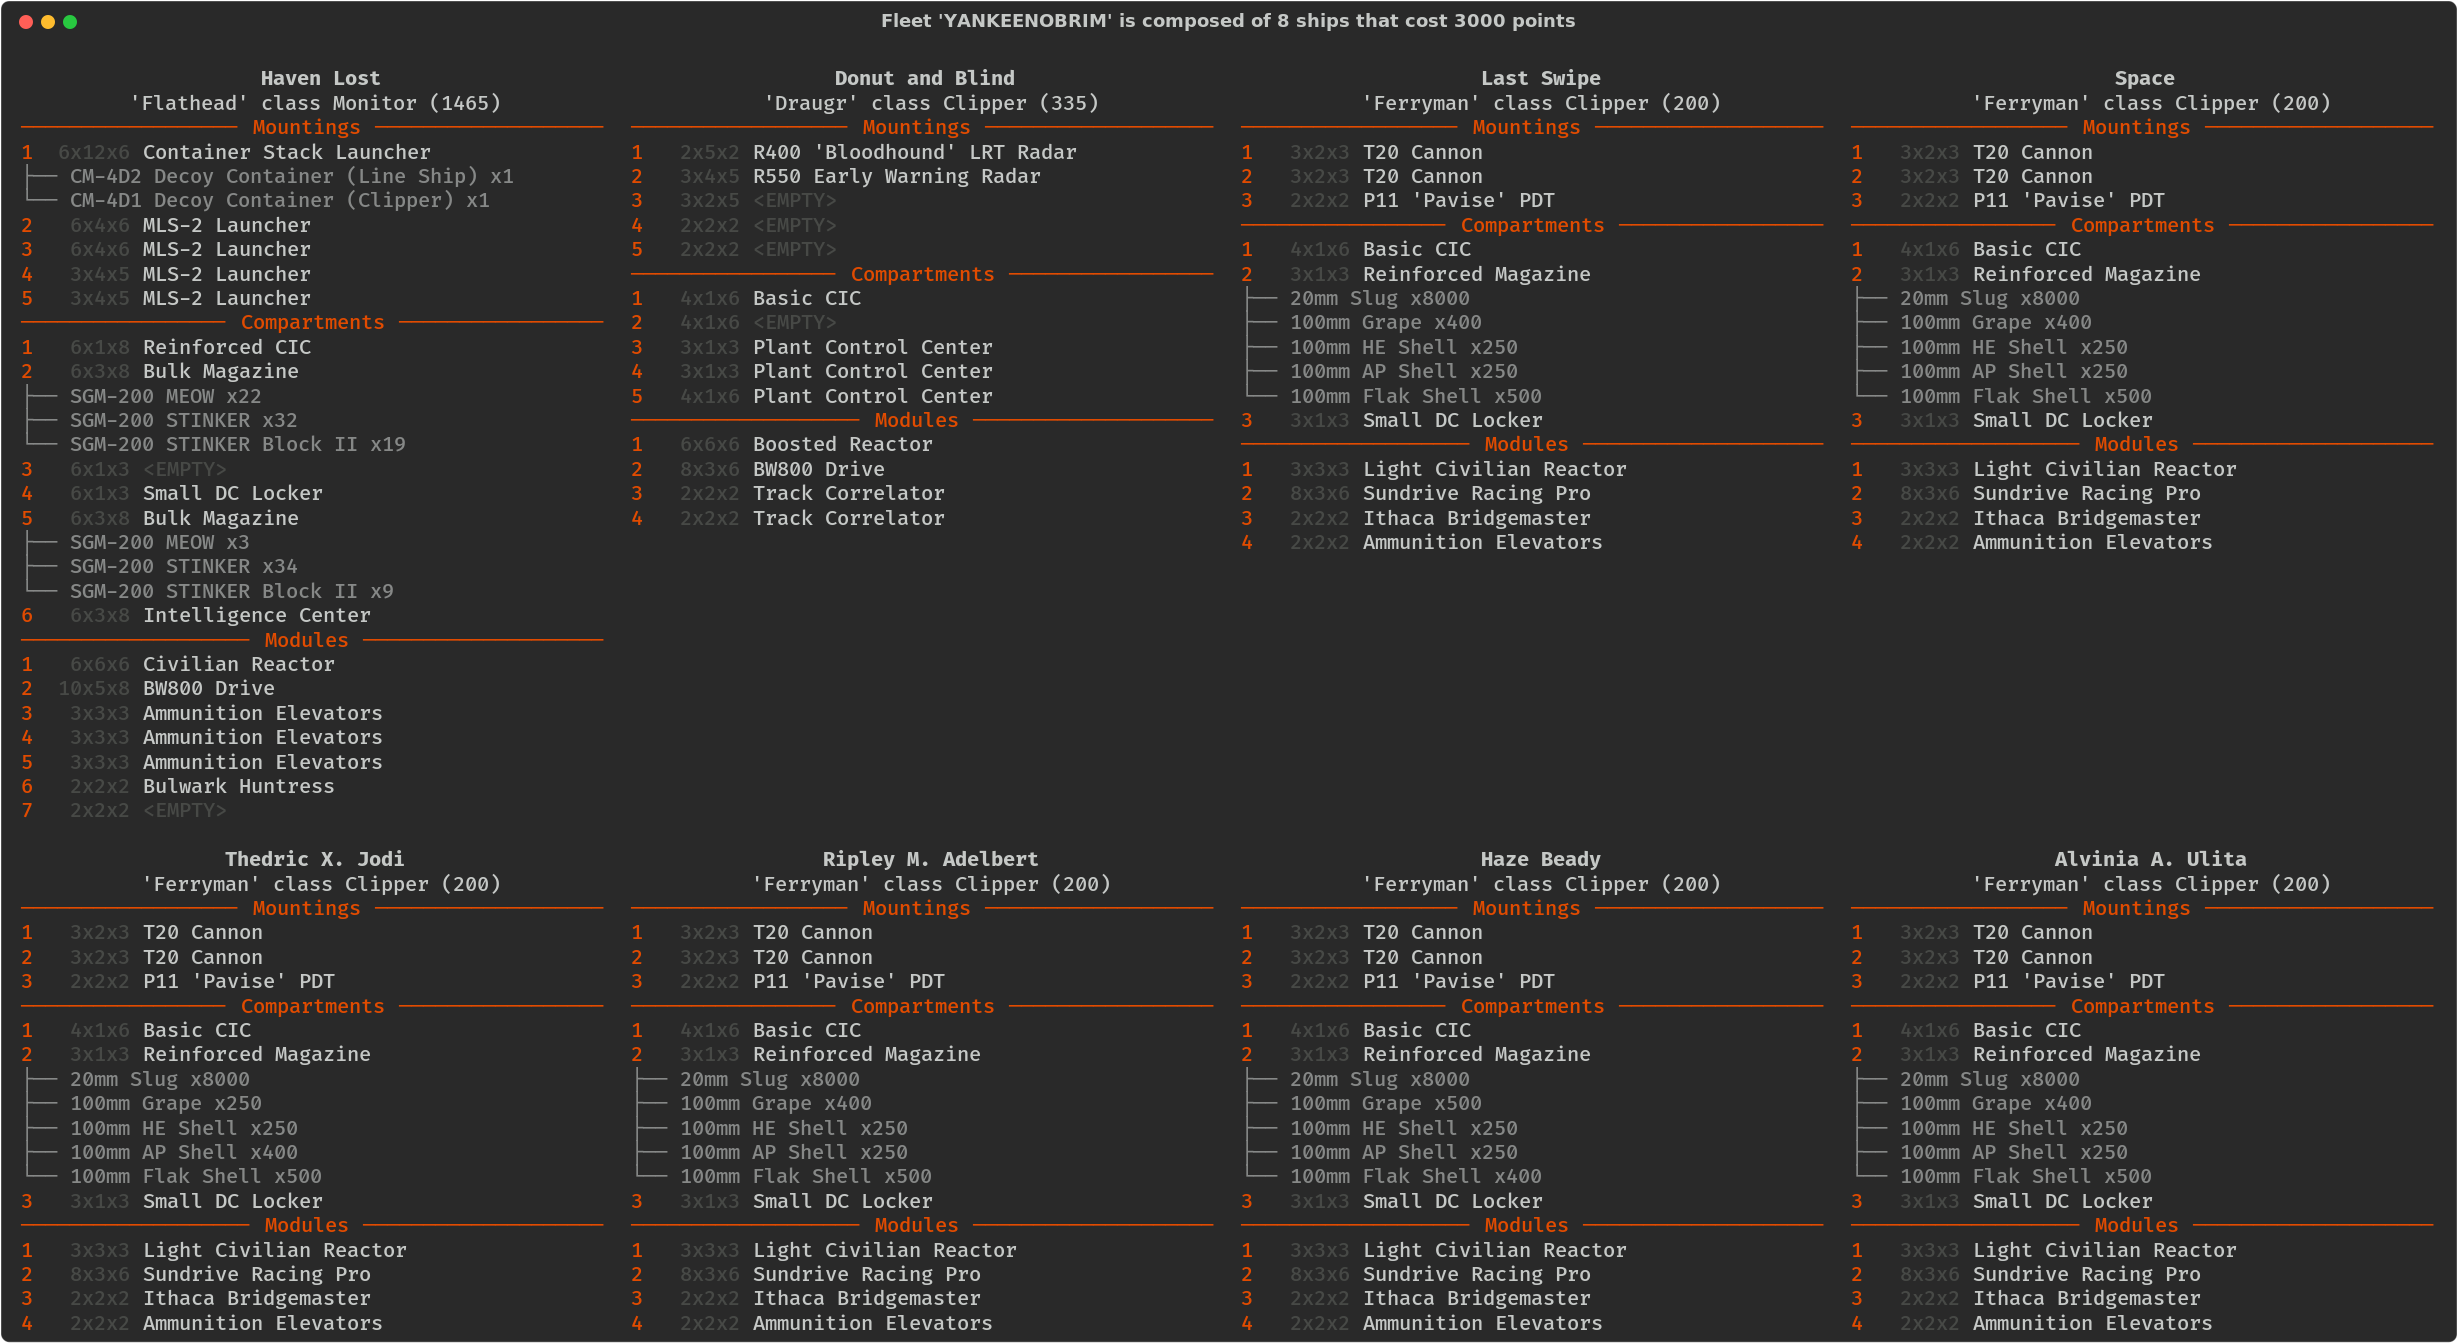 Fleet 'YANKEENOBRIM' is composed of 8 ships that cost 3000 points
Haven Lost
'Flathead' class Monitor (1465)
Mountings
1 6x12x6 Container Stack Launcher
CM-4D2 Decoy Container (Line Ship) x1
CM-4D1 Decoy Container (Clipper) x1
2 6x4x6 MLS-2 Launcher
3 6x4x6 MLS-2 Launcher
4 3x4x5 MLS-2 Launcher
5 3x4x5 MLS-2 Launcher
Compartments
1 6x1x8 Reinforced CIC
2 6x3x8 Bulk Magazine
SGM-200 MEOW x22
SGM-200 STINKER x32
SGM-200 STINKER Block II x19
3 6x1x3 <EMPTY>
4 6x1x3 Small DC Locker
5 6x3x8 Bulk Magazine
SGM-200 MEOW x3
SGM-200 STINKER x34
SGM-200 STINKER Block II x9
6 6x3x8 Intelligence Center
Modules
1 6x6x6 Civilian Reactor
2 10x5x8 BW800 Drive
3 3x3x3 Ammunition Elevators
4 3x3x3 Ammunition Elevators
5 3x3x3 Ammunition Elevators
6 2x2x2 Bulwark Huntress
7 2x2x2 <EMPTY>
Donut and Blind
'Draugr' class Clipper (335)
Mountings
1 2x5x2 R400 'Bloodhound' LRT Radar
2 3x4x5 R550 Early Warning Radar
3 3x2x5 <EMPTY>
4 2x2x2 <EMPTY>
5 2x2x2 <EMPTY>
Compartments
1 4x1x6 Basic CIC
2 4x1x6 <EMPTY>
3 3x1x3 Plant Control Center
4 3x1x3 Plant Control Center
5 4x1x6 Plant Control Center
Modules
1 6x6x6 Boosted Reactor
2 8x3x6 BW800 Drive
3 2x2x2 Track Correlator
4 2x2x2 Track Correlator
Last Swipe
'Ferryman' class Clipper (200)
Mountings
1 3x2x3 T20 Cannon
2 3x2x3 T20 Cannon
3 2x2x2 P11 'Pavise' PDT
Compartments
1 4x1x6 Basic CIC
2 3x1x3 Reinforced Magazine
20mm Slug x8000
100mm Grape x400
100mm HE Shell x250
100mm AP Shell x250
100mm Flak Shell x500
3 3x1x3 Small DC Locker
Modules
1 3x3x3 Light Civilian Reactor
2 8x3x6 Sundrive Racing Pro
3 2x2x2 Ithaca Bridgemaster
4 2x2x2 Ammunition Elevators
Space
'Ferryman' class Clipper (200)
Mountings
1 3x2x3 T20 Cannon
2 3x2x3 T20 Cannon
3 2x2x2 P11 'Pavise' PDT
Compartments
1 4x1x6 Basic CIC
2 3x1x3 Reinforced Magazine
20mm Slug x8000
100mm Grape x400
100mm HE Shell x250
100mm AP Shell x250
100mm Flak Shell x500
3 3x1x3 Small DC Locker
Modules
1 3x3x3 Light Civilian Reactor
2 8x3x6 Sundrive Racing Pro
3 2x2x2 Ithaca Bridgemaster
4 2x2x2 Ammunition Elevators
Thedric X. Jodi
'Ferryman' class Clipper (200)
Mountings
1 3x2x3 T20 Cannon
2 3x2x3 T20 Cannon
3 2x2x2 P11 'Pavise' PDT
Compartments
1 4x1x6 Basic CIC
2 3x1x3 Reinforced Magazine
20mm Slug x8000
100mm Grape x250
100mm HE Shell x250
100mm AP Shell x400
100mm Flak Shell x500
3 3x1x3 Small DC Locker
Modules
1 3x3x3 Light Civilian Reactor
2 8x3x6 Sundrive Racing Pro
3 2x2x2 Ithaca Bridgemaster
4 2x2x2 Ammunition Elevators
Ripley M. Adelbert
'Ferryman' class Clipper (200)
Mountings
1 3x2x3 T20 Cannon
2 3x2x3 T20 Cannon
3 2x2x2 P11 'Pavise' PDT
Compartments
1 4x1x6 Basic CIC
2 3x1x3 Reinforced Magazine
20mm Slug x8000
100mm Grape x400
100mm HE Shell x250
100mm AP Shell x250
100mm Flak Shell x500
3 3x1x3 Small DC Locker
Modules
1 3x3x3 Light Civilian Reactor
2 8x3x6 Sundrive Racing Pro
3 2x2x2 Ithaca Bridgemaster
4 2x2x2 Ammunition Elevators
Haze Beady
'Ferryman' class Clipper (200)
Mountings
1 3x2x3 T20 Cannon
2 3x2x3 T20 Cannon
3 2x2x2 P11 'Pavise' PDT
Compartments
1 4x1x6 Basic CIC
2 3x1x3 Reinforced Magazine
20mm Slug x8000
100mm Grape x500
100mm HE Shell x250
100mm AP Shell x250
100mm Flak Shell x400
3 3x1x3 Small DC Locker
Modules
1 3x3x3 Light Civilian Reactor
2 8x3x6 Sundrive Racing Pro
3 2x2x2 Ithaca Bridgemaster
4 2x2x2 Ammunition Elevators
Alvinia A. Ulita
'Ferryman' class Clipper (200)
Mountings
1 3x2x3 T20 Cannon
2 3x2x3 T20 Cannon
3 2x2x2 P11 'Pavise' PDT
Compartments
1 4x1x6 Basic CIC
2 3x1x3 Reinforced Magazine
20mm Slug x8000
100mm Grape x400
100mm HE Shell x250
100mm AP Shell x250
100mm Flak Shell x500
3 3x1x3 Small DC Locker
Modules
1 3x3x3 Light Civilian Reactor
2 8x3x6 Sundrive Racing Pro
3 2x2x2 Ithaca Bridgemaster
4 2x2x2 Ammunition Elevators